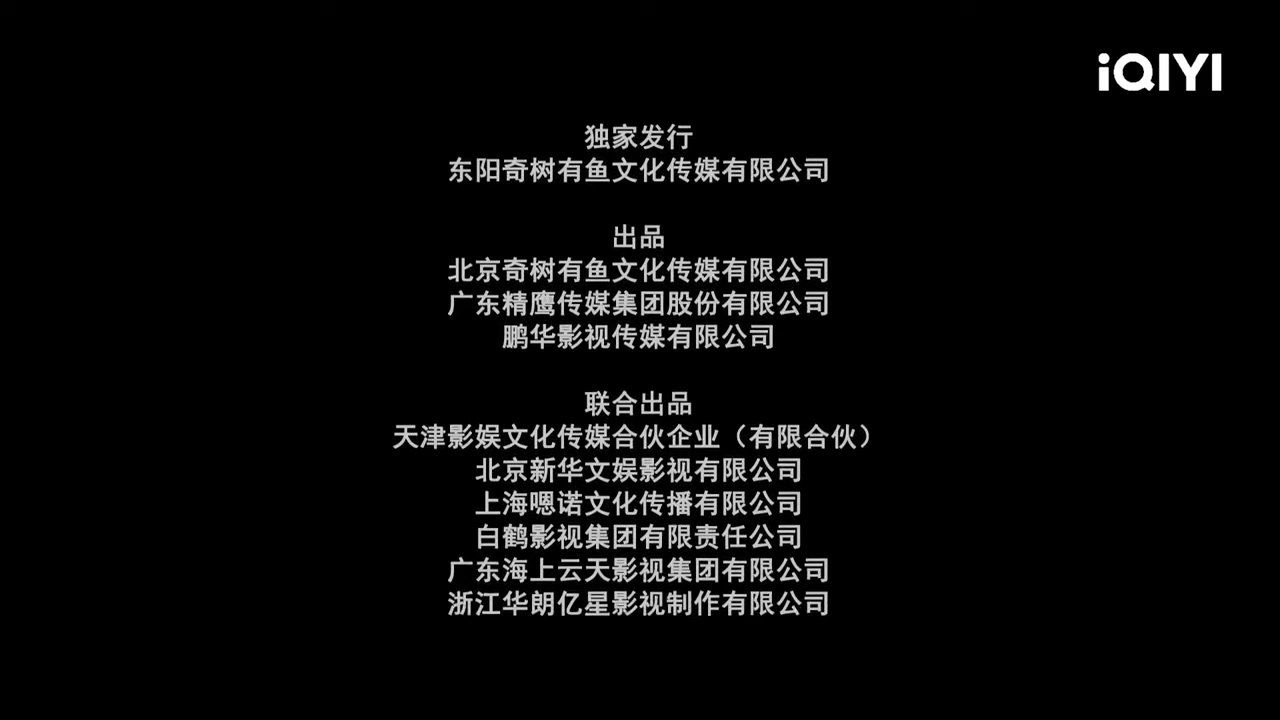 iQIYI
独家发行
东阳奇树有鱼文化传媒有限公司
出品
北京奇树有鱼文化传媒有限公司
广东精鹰传媒集团股份有限公司
鹏华影视传媒有限公司
联合出品
天津影娱文化传媒合伙企业（有限合伙）
北京新华文娱影视有限公司
上海嗯诺文化传播有限公司
白鹤影视集团有限责任公司
广东海上云天影视集团有限公司
浙江华朗亿星影视制作有限公司